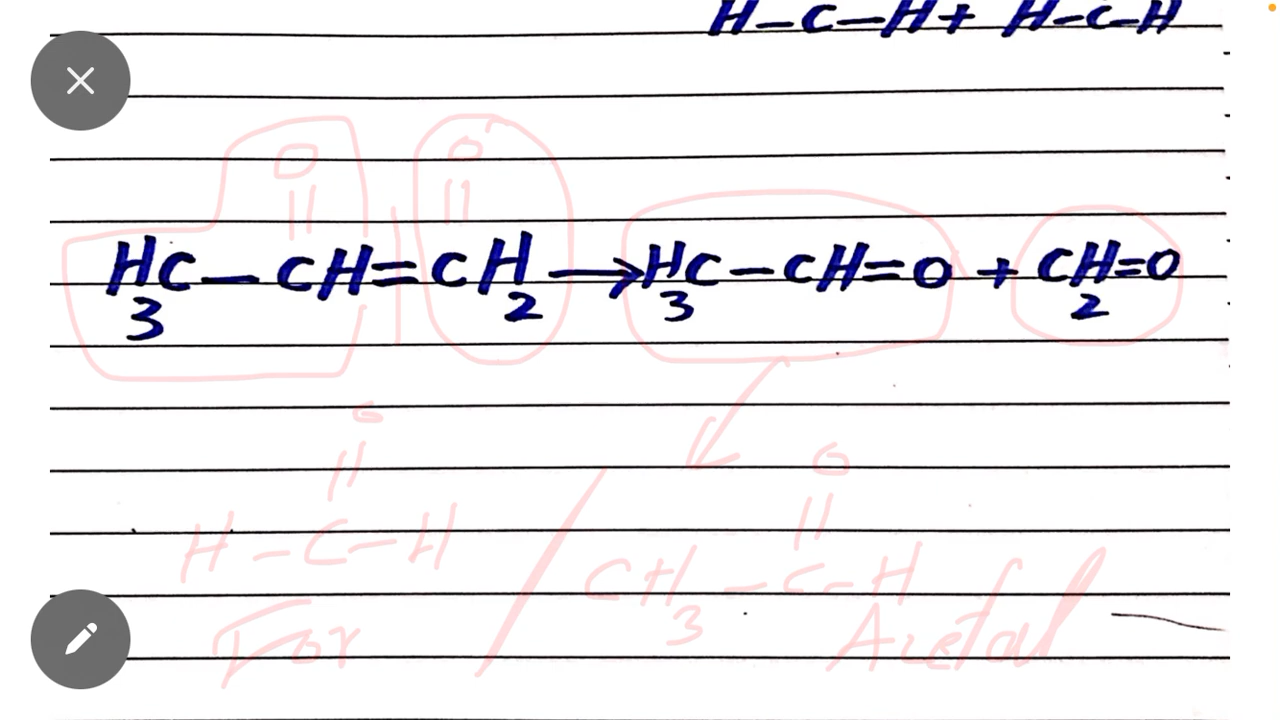 H-C-H + H-C-H
O O
|| ||
H3C-CH=CH2 → H3C-CH=O + CH2=O
O O
|| ||
H-C-H / CH3-C-H
For Acetal